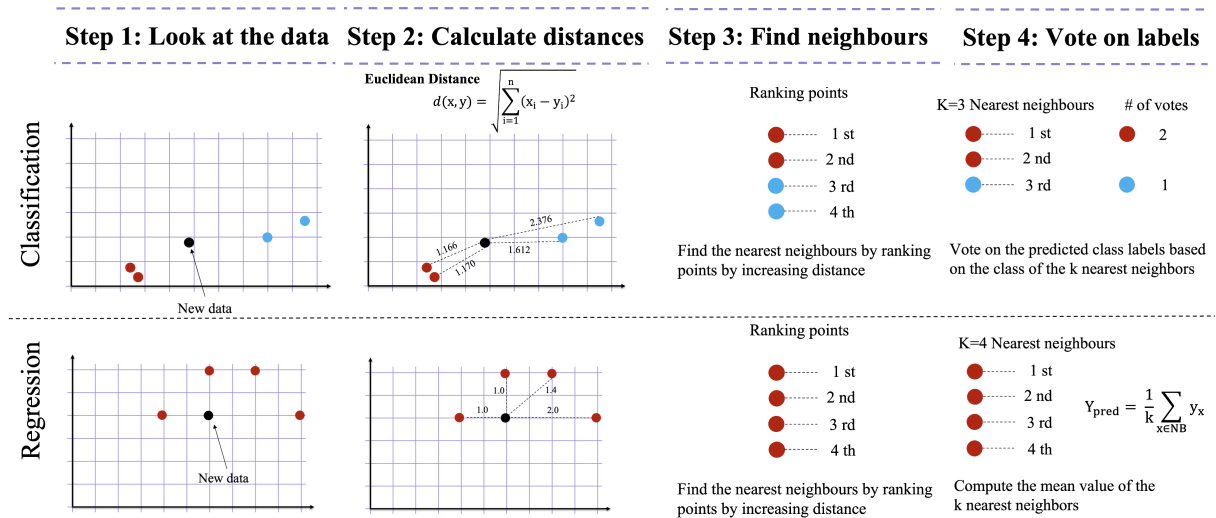 Step 1: Look at the data
Step 2: Calculate distances
Step 3: Find neighbours
Step 4: Vote on labels
Classification
New data
Euclidean Distance
d(x, y) = √∑ⁿᵢ₌₁(xᵢ − yᵢ)²
1.166
1.170
2.376
1.612
Ranking points
1 st
2 nd
3 rd
4 th
Find the nearest neighbours by ranking
points by increasing distance
K=3 Nearest neighbours
# of votes
1 st
2
2 nd
3 rd
1
Vote on the predicted class labels based
on the class of the k nearest neighbors
Regression
New data
1.0
1.4
1.0
2.0
Ranking points
1 st
2 nd
3 rd
4 th
Find the nearest neighbours by ranking
points by increasing distance
K=4 Nearest neighbours
1 st
2 nd
3 rd
4 th
Y_pred = 1/k ∑_x∈NB y_x
Compute the mean value of the
k nearest neighbors